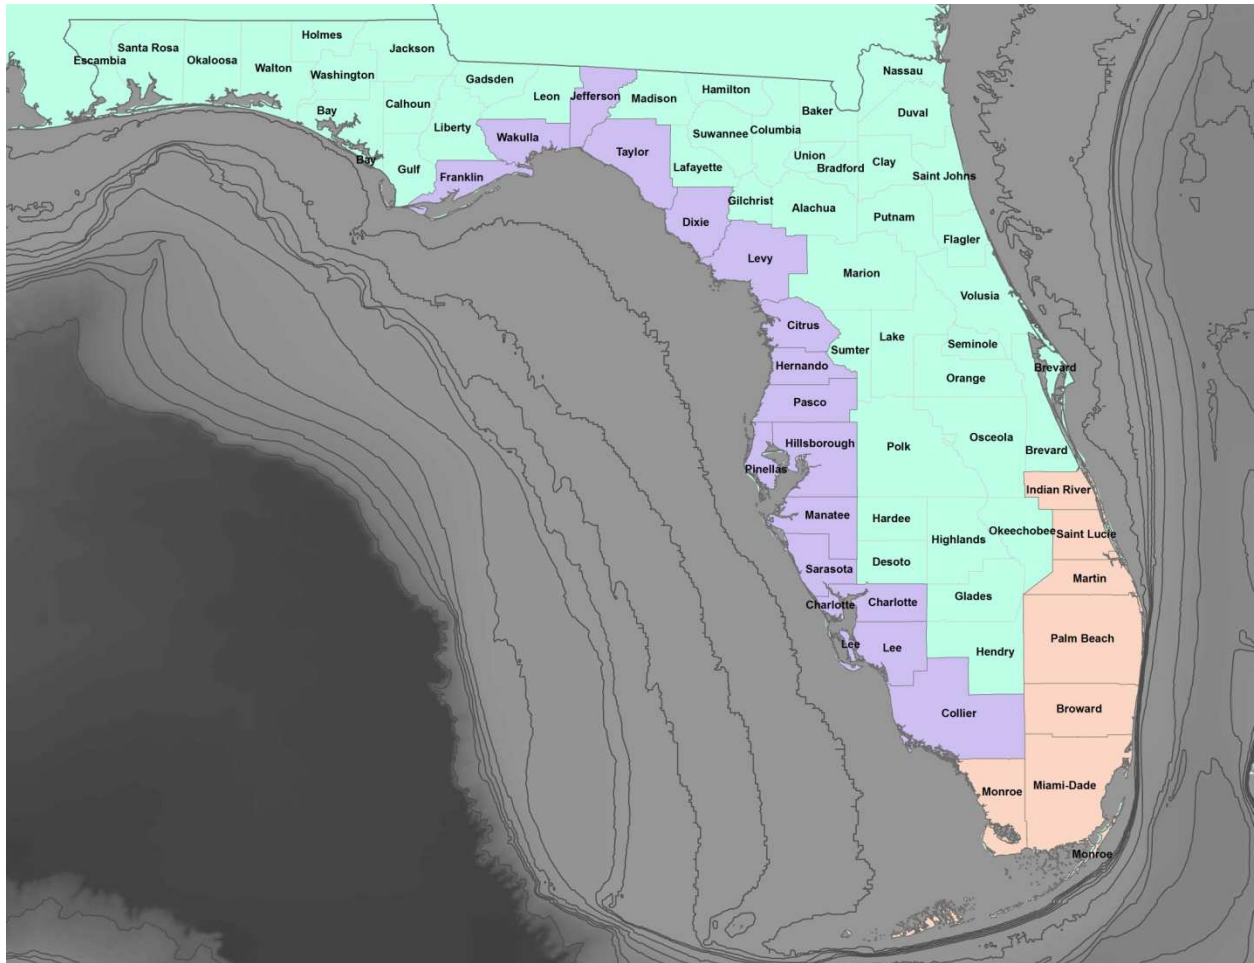 Holmes
Santa Rosa
Jackson
Escambia
Okaloosa
Walton
Washington
Gadsden
Leon
Jefferson
Madison
Hamilton
Nassau
Bay
Calhoun
Liberty
Wakulla
Taylor
Suwannee
Columbia
Baker
Duval
Bay
Gulf
Franklin
Lafayette
Union
Bradford
Clay
Saint Johns
Dixie
Gilchrist
Alachua
Putnam
Flagler
Levy
Marion
Volusia
Citrus
Sumter
Lake
Seminole
Hernando
Orange
Brevard
Pasco
Hillsborough
Polk
Osceola
Brevard
Pinellas
Indian River
Manatee
Hardee
Highlands
Okeechobee
Saint Lucie
Sarasota
Desoto
Martin
Charlotte
Charlotte
Glades
Lee
Lee
Hendry
Palm Beach
Collier
Broward
Monroe
Miami-Dade
Monroe